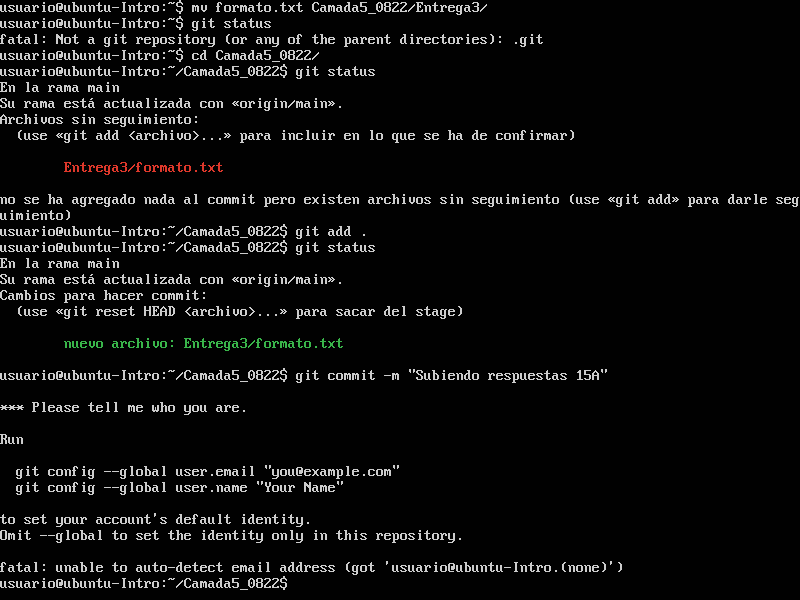 usuario@ubuntu-Intro:~$ mv formato.txt Camada5_0822/Entrega3/
usuario@ubuntu-Intro:~$ git status
fatal: Not a git repository (or any of the parent directories): .git
usuario@ubuntu-Intro:~$ cd Camada5_0822/
usuario@ubuntu-Intro:~/Camada5_0822$ git status
En la rama main
Su rama está actualizada con «origin/main».
Archivos sin seguimiento:
  (use «git add <archivo>...» para incluir en lo que se ha de confirmar)
        Entrega3/formato.txt
no se ha agregado nada al commit pero existen archivos sin seguimiento (use «git add» para darle seg
uimiento)
usuario@ubuntu-Intro:~/Camada5_0822$ git add .
usuario@ubuntu-Intro:~/Camada5_0822$ git status
En la rama main
Su rama está actualizada con «origin/main».
Cambios para hacer commit:
  (use «git reset HEAD <archivo>...» para sacar del stage)
        nuevo archivo: Entrega3/formato.txt
usuario@ubuntu-Intro:~/Camada5_0822$ git commit -m "Subiendo respuestas 15A"
*** Please tell me who you are.
Run
  git config --global user.email "you@example.com"
  git config --global user.name "Your Name"
to set your account's default identity.
Omit --global to set the identity only in this repository.
fatal: unable to auto-detect email address (got 'usuario@ubuntu-Intro.(none)')
usuario@ubuntu-Intro:~/Camada5_0822$